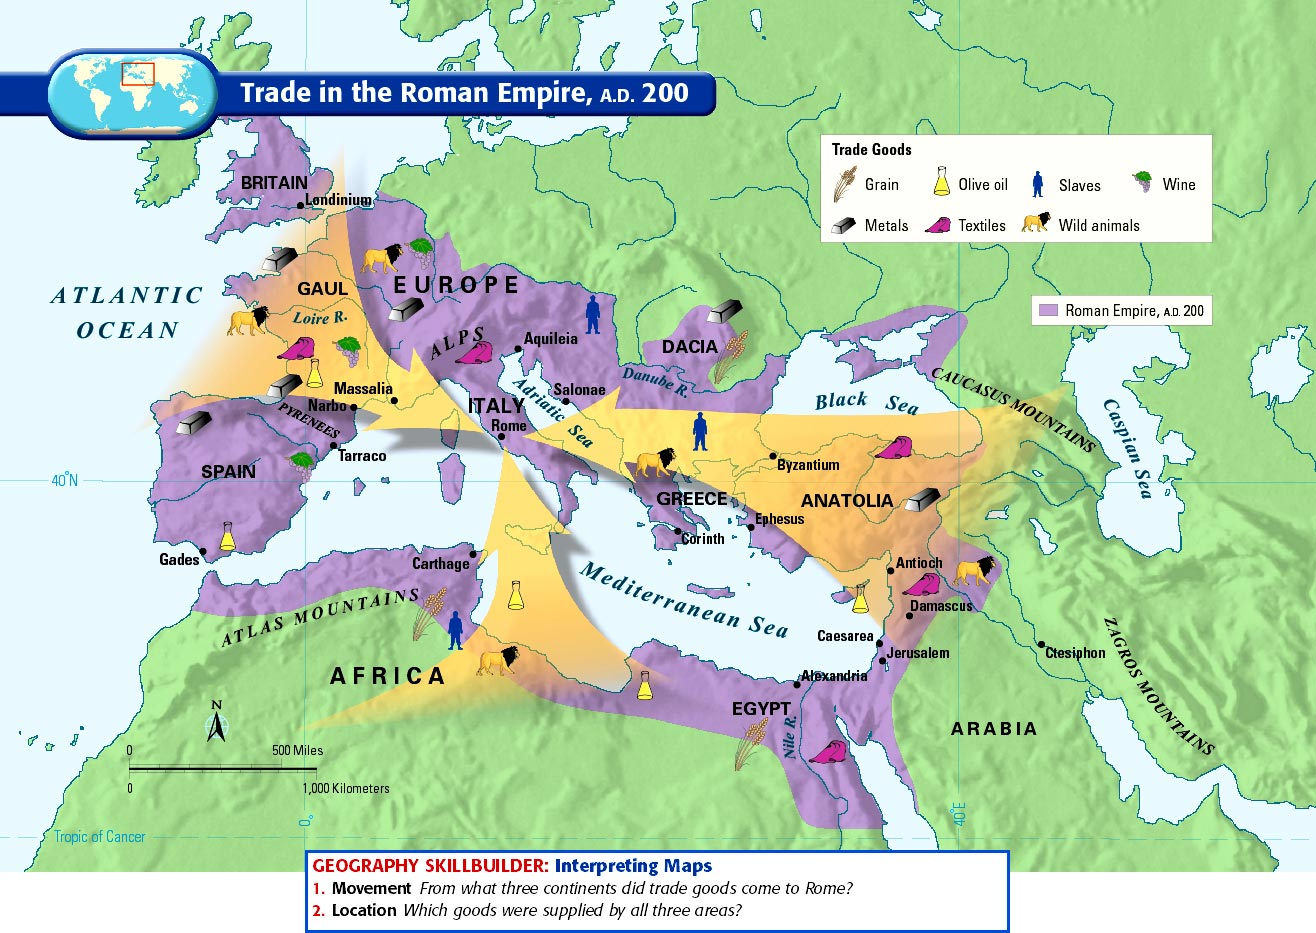 Trade in the Roman Empire, A.D. 200
Trade Goods
Grain
Olive oil
Slaves
Wine
Metals
Textiles
Wild animals
Roman Empire, A.D. 200
BRITAIN
Londinium
ATLANTIC
OCEAN
GAUL
EUROPE
Loire R.
ALPS
Aquileia
DACIA
Danube R.
Massalia
Narbo
PYRENEES
ITALY
Rome
Adriatic
Sea
Salonae
Black Sea
CAUCASUS MOUNTAINS
Caspian Sea
Tarraco
SPAIN
40°N
Byzantium
GREECE
ANATOLIA
Ephesus
Corinth
Gades
Carthage
Antioch
Mediterranean Sea
ATLAS MOUNTAINS
Damascus
Caesarea
Jerusalem
Ctesiphon
ZAGROS MOUNTAINS
AFRICA
Alexandria
EGYPT
Nile R.
ARABIA
N
0
500 Miles
0
1,000 Kilometers
0°
40°E
Tropic of Cancer
GEOGRAPHY SKILLBUILDER: Interpreting Maps
1. Movement From what three continents did trade goods come to Rome?
2. Location Which goods were supplied by all three areas?